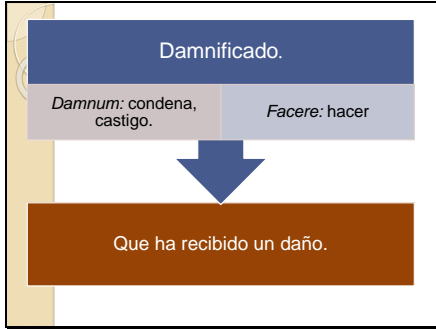 Damnificado.
Damnum: condena,
castigo.
Facere: hacer
Que ha recibido un daño.